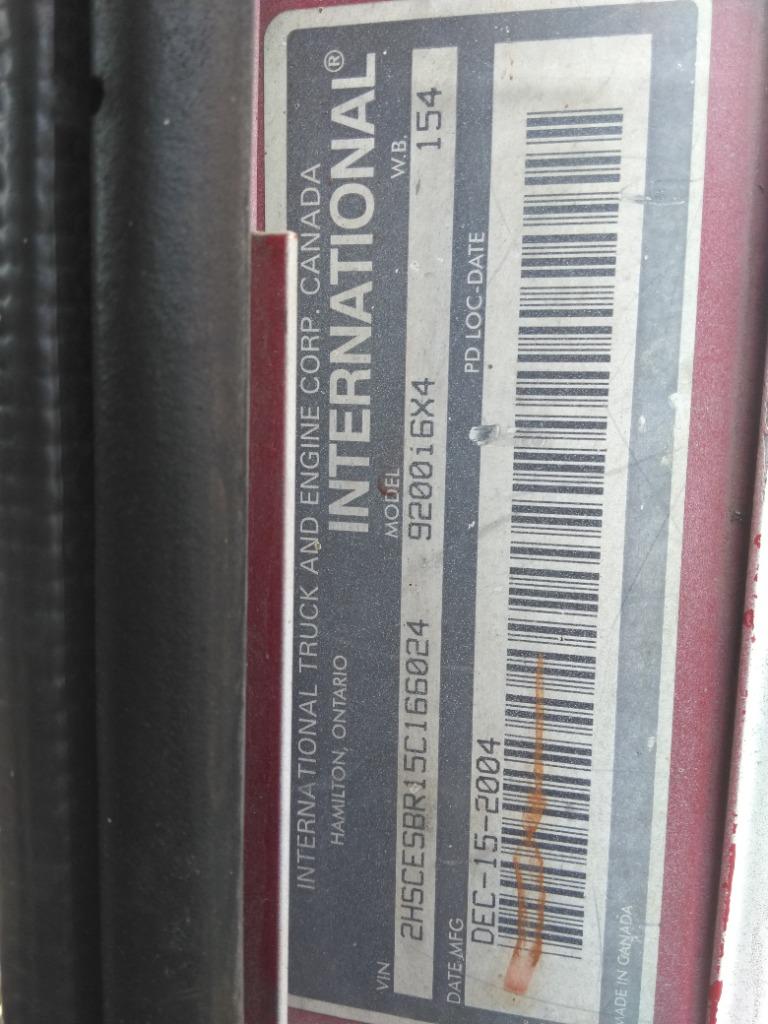 INTERNATIONAL TRUCK AND ENGINE CORP. CANADA
HAMILTON, ONTARIO
INTERNATIONAL®
VIN MODEL W.B.
2HSCESBR15C166024 9200i6X4 154
DATE MFG PD LOC-DATE
DEC-15-2004
MADE IN CANADA